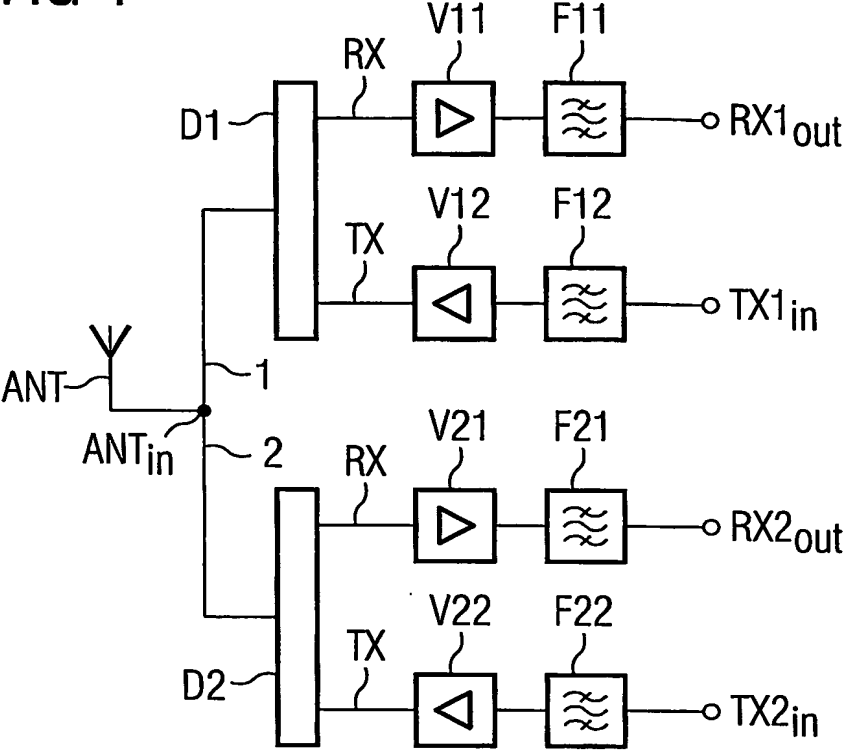 V11 F11
RX
D1
RX1out
V12 F12
TX
TX1in
ANT
1
ANTin
2
V21 F21
RX
RX2out
V22 F22
TX
D2
TX2in